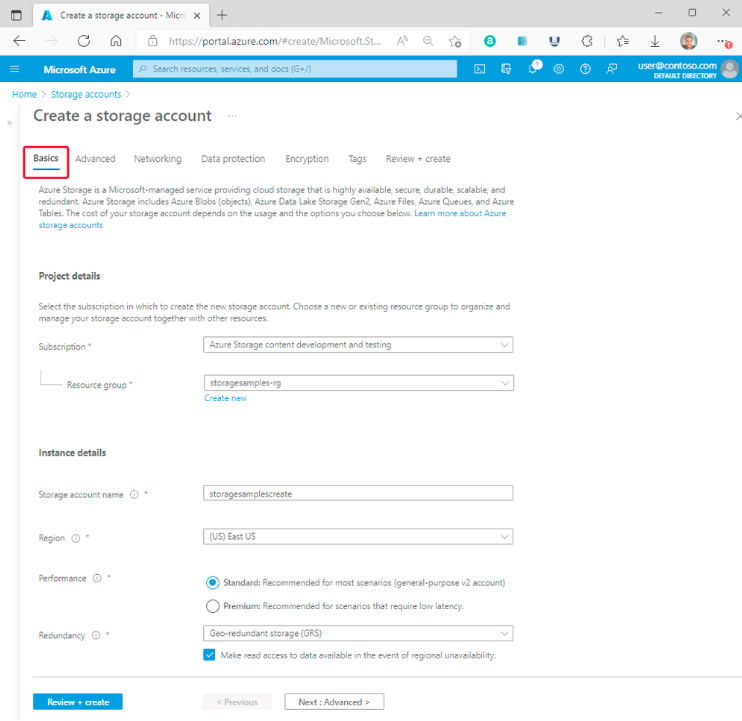 Create a storage account - Micro
https://portal.azure.com/#create/Microsoft.St...
Microsoft Azure
Search resources, services, and docs (G+/)
1
user@contoso.com
DEFAULT DIRECTORY
Home > Storage accounts >
Create a storage account ...
Basics Advanced Networking Data protection Encryption Tags Review + create
Azure Storage is a Microsoft-managed service providing cloud storage that is highly available, secure, durable, scalable, and
redundant. Azure Storage includes Azure Blobs (objects), Azure Data Lake Storage Gen2, Azure Files, Azure Queues, and Azure
Tables. The cost of your storage account depends on the usage and the options you choose below. Learn more about Azure
storage accounts
Project details
Select the subscription in which to create the new storage account. Choose a new or existing resource group to organize and
manage your storage account together with other resources.
Subscription * Azure Storage content development and testing
Resource group * storagesamples-rg
Create new
Instance details
Storage account name * storagesamplescreate
Region * (US) East US
Performance * Standard: Recommended for most scenarios (general-purpose v2 account)
Premium: Recommended for scenarios that require low latency.
Redundancy * Geo-redundant storage (GRS)
Make read access to data available in the event of regional unavailability.
Review + create < Previous Next : Advanced >